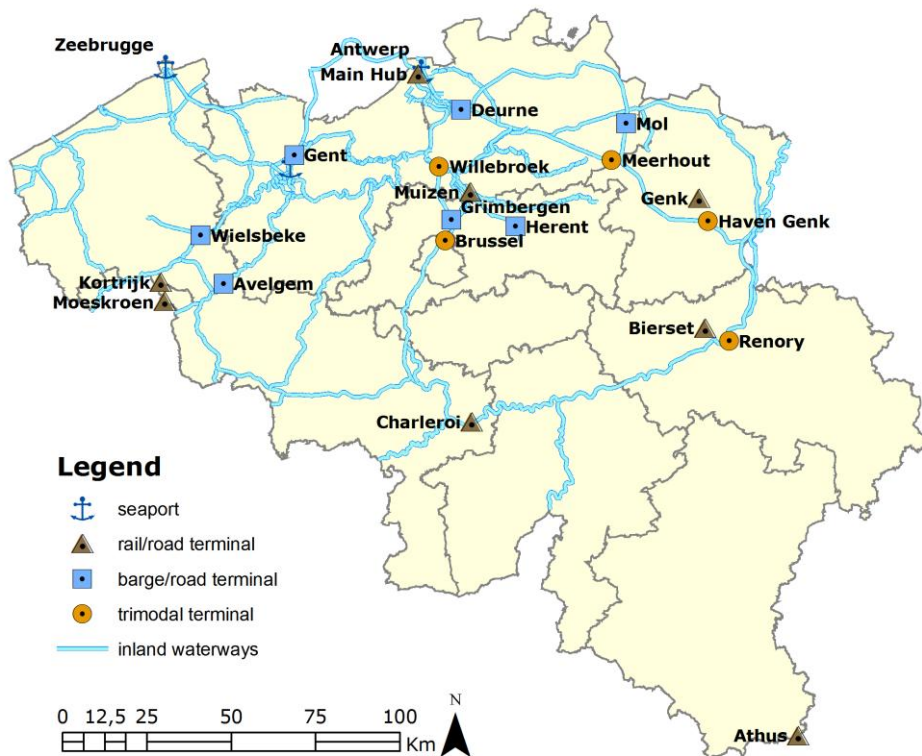 Zeebrugge
Antwerp
Main Hub
Deurne
Mol
Gent
Willebroek
Meerhout
Muizen
Genk
Grimbergen
Haven Genk
Herent
Wielsbeke
Brussel
Kortrijk
Avelgem
Moeskroen
Bierset
Renory
Charleroi
Legend
seaport
rail/road terminal
barge/road terminal
trimodal terminal
inland waterways
N
0 12,5 25 50 75 100
Km
Athus